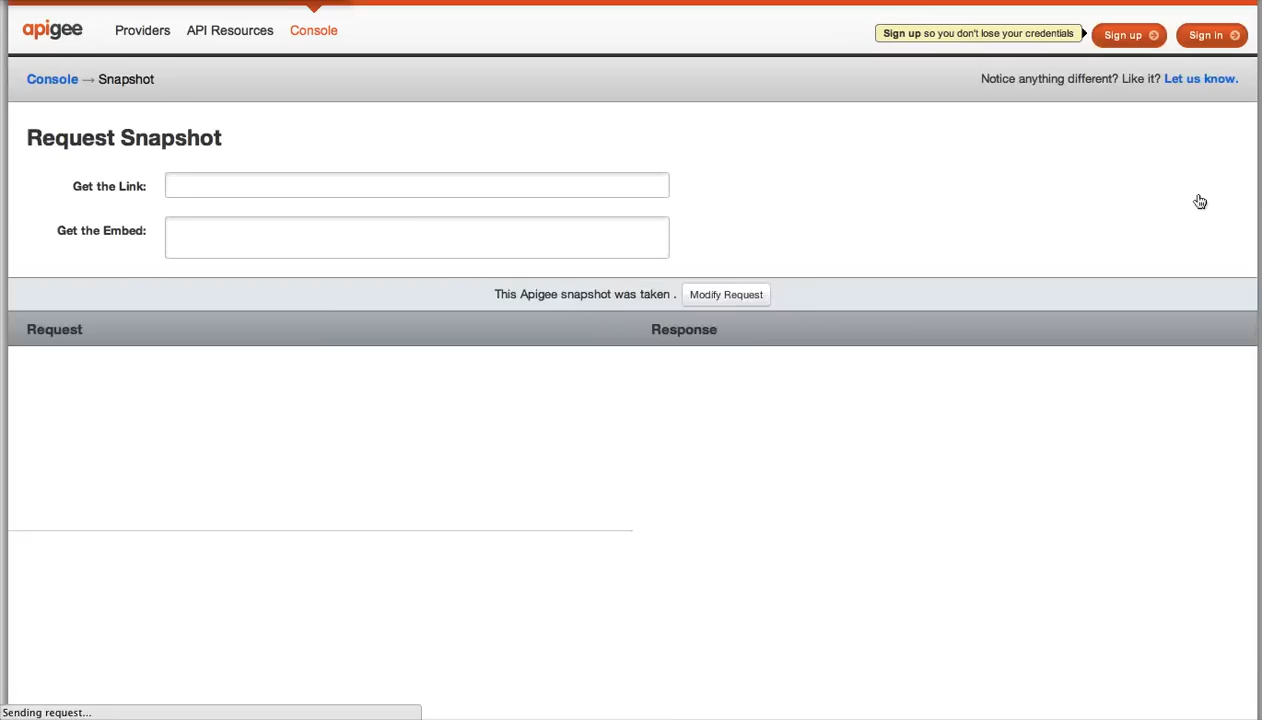 apigee Providers API Resources Console Sign up so you don't lose your credentials Sign up Sign in
Console → Snapshot Notice anything different? Like it? Let us know.
Request Snapshot
Get the Link:
Get the Embed:
This Apigee snapshot was taken . Modify Request
Request Response
Sending request...